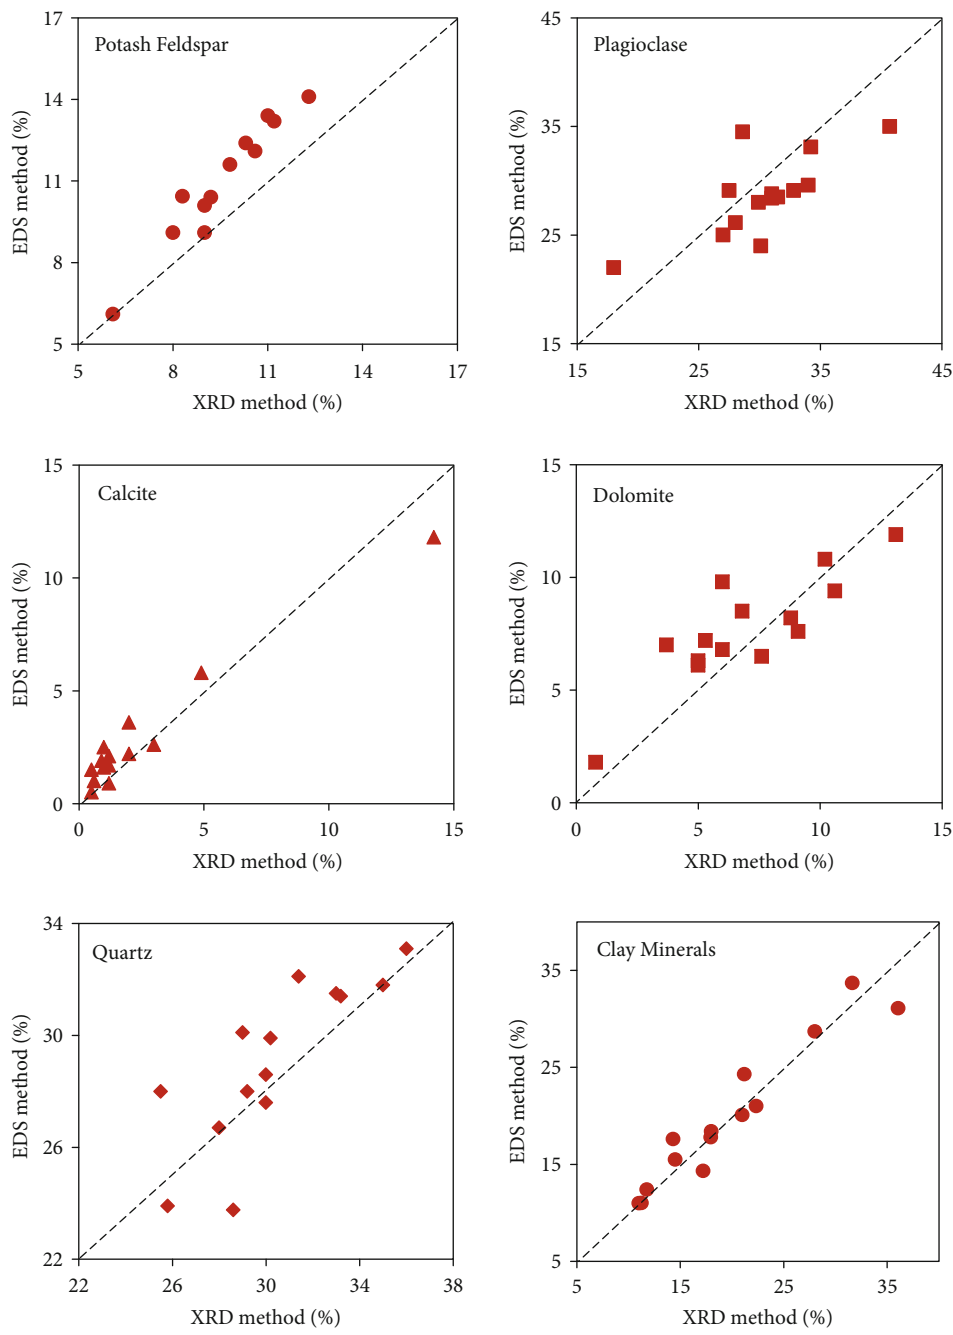 Potash Feldspar
EDS method (%)
17
14
11
8
5
5
8
11
14
17
XRD method (%)
Plagioclase
EDS method (%)
45
35
25
15
15
25
35
45
XRD method (%)
Calcite
EDS method (%)
15
10
5
0
0
5
10
15
XRD method (%)
Dolomite
EDS method (%)
15
10
5
0
0
5
10
15
XRD method (%)
Quartz
EDS method (%)
34
30
26
22
22
26
30
34
38
XRD method (%)
Clay Minerals
EDS method (%)
35
25
15
5
5
15
25
35
XRD method (%)